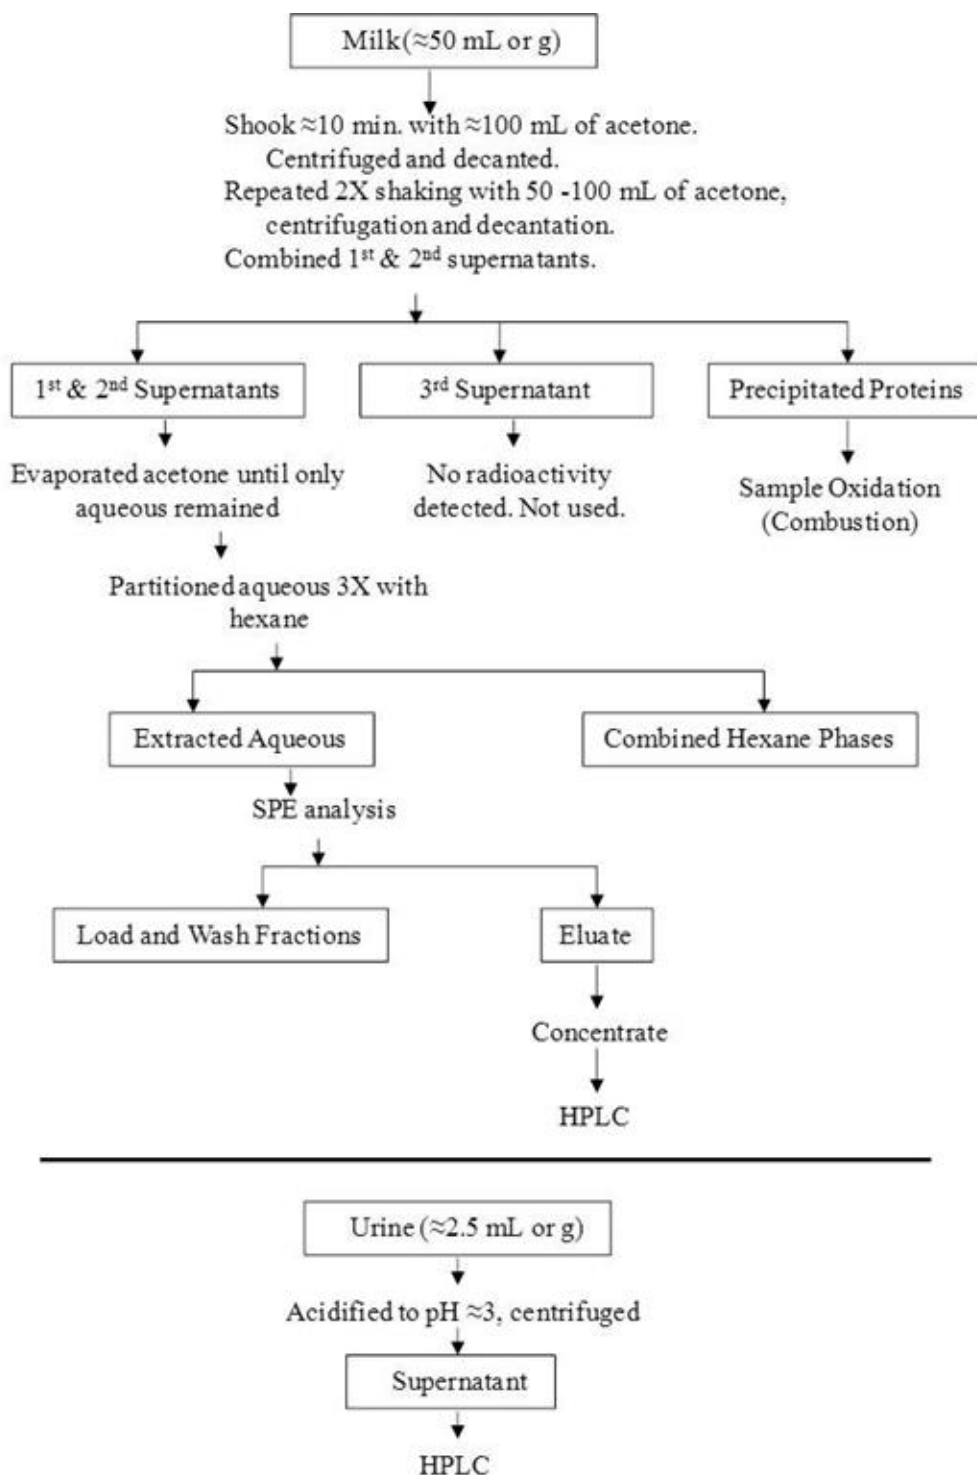 Milk(≈50 mL or g)
Shook ≈10 min. with ≈100 mL of acetone.
Centrifuged and decanted.
Repeated 2X shaking with 50 -100 mL of acetone,
centrifugation and decantation.
Combined 1st & 2nd supernatants.
1st & 2nd Supernatants
3rd Supernatant
Precipitated Proteins
Evaporated acetone until only
aqueous remained
No radioactivity
detected. Not used.
Sample Oxidation
(Combustion)
Partitioned aqueous 3X with
hexane
Extracted Aqueous
Combined Hexane Phases
SPE analysis
Load and Wash Fractions
Eluate
Concentrate
HPLC
Urine (≈2.5 mL or g)
Acidified to pH ≈3, centrifuged
Supernatant
HPLC